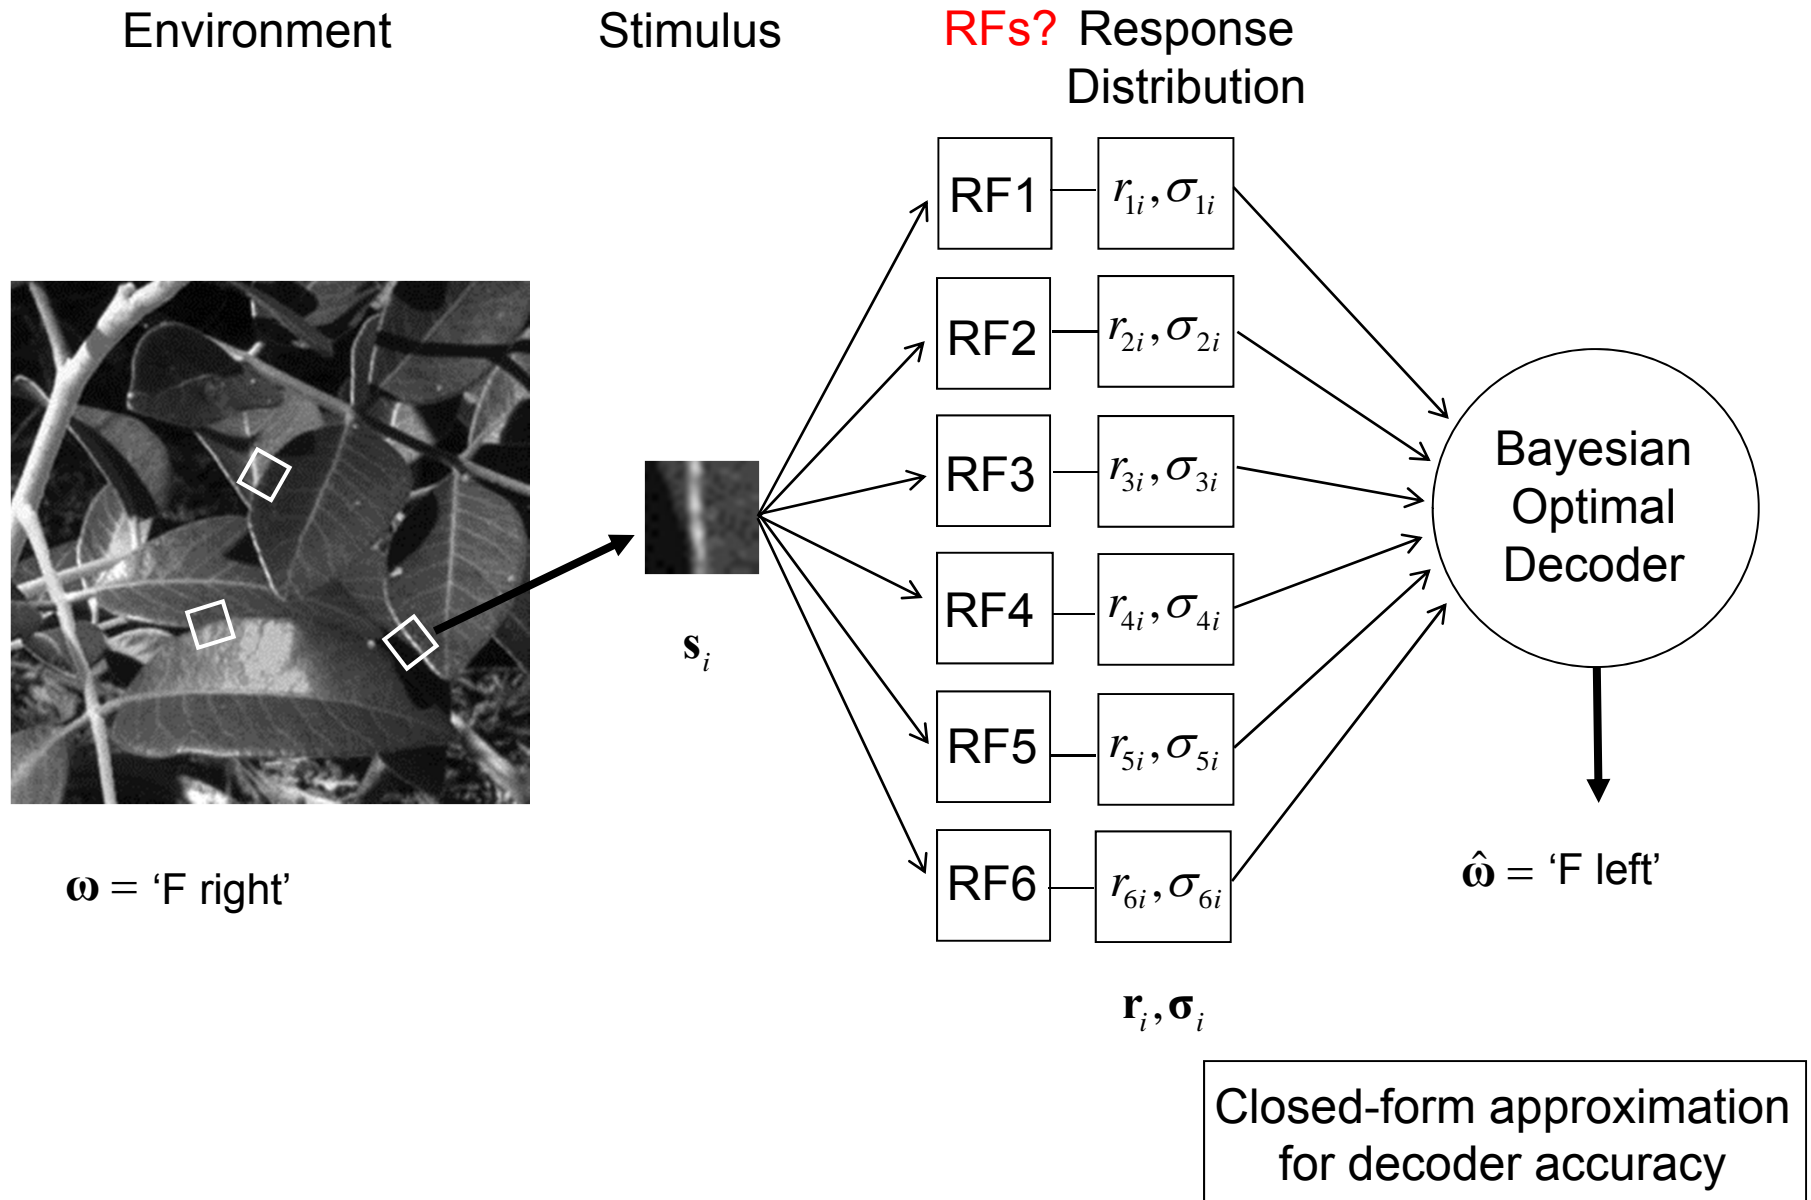 Environment
Stimulus
RFs?
Response
Distribution
RF1
r1i, σ1i
RF2
r2i, σ2i
RF3
r3i, σ3i
RF4
r4i, σ4i
RF5
r5i, σ5i
RF6
r6i, σ6i
Bayesian
Optimal
Decoder
si
ω = ‘F right’
ω̂ = ‘F left’
ri, σi
Closed-form approximation
for decoder accuracy